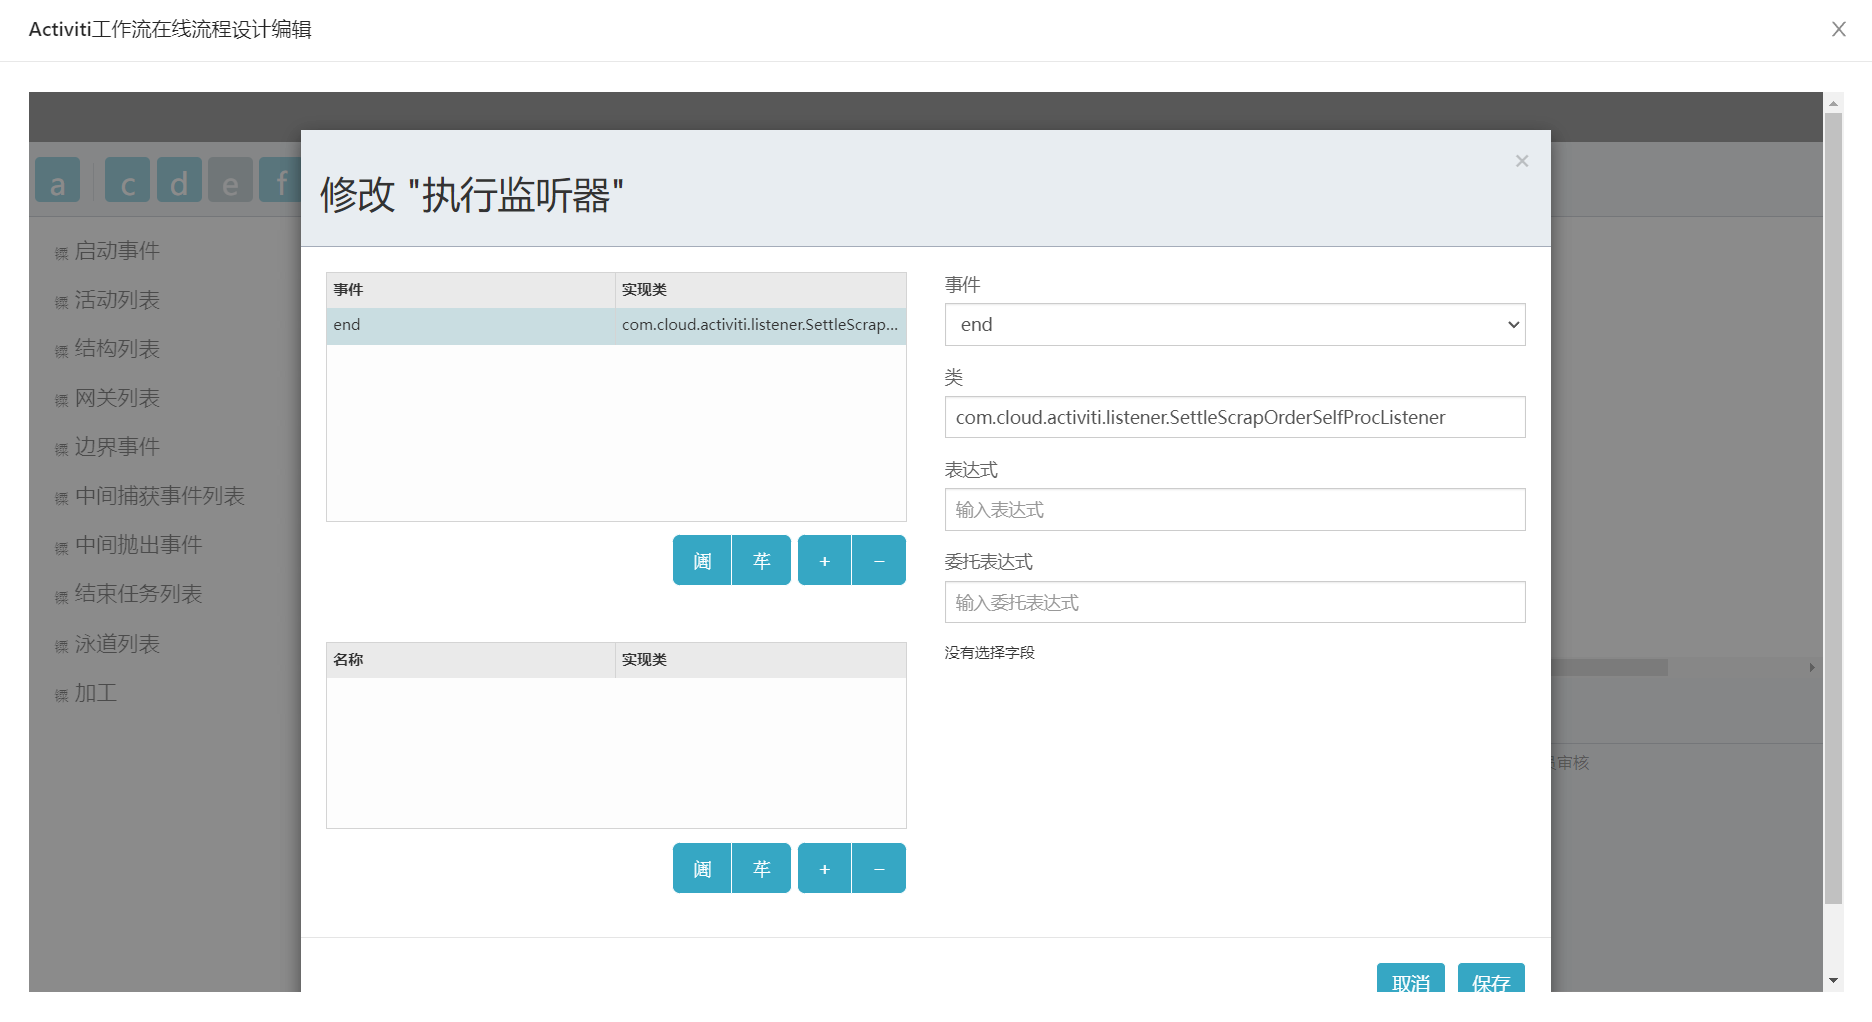 Activiti工作流在线流程设计编辑
a c d e f
修改 "执行监听器"
×
启动事件
活动列表
结构列表
网关列表
边界事件
中间捕获事件列表
中间抛出事件
结束任务列表
泳道列表
加工
事件 实现类
end com.cloud.activiti.listener.SettleScrap...
+ −
名称 实现类
+ −
事件
end
类
com.cloud.activiti.listener.SettleScrapOrderSelfProcListener
表达式
输入表达式
委托表达式
输入委托表达式
没有选择字段
审核
取消 保存